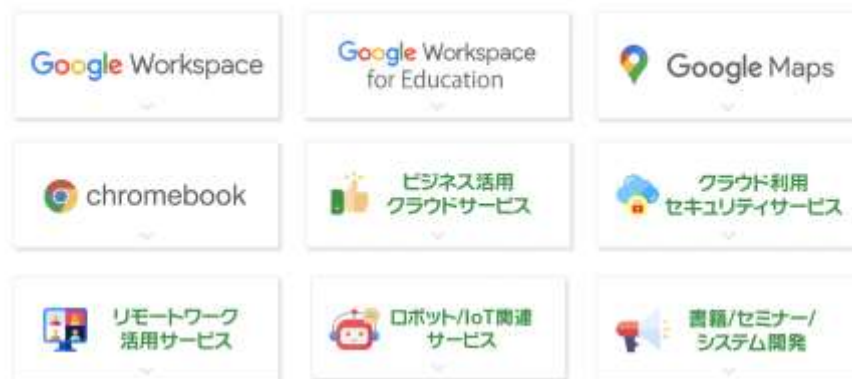 Google Workspace
Google Workspace
for Education
Google Maps
chromebook
ビジネス活用
クラウドサービス
クラウド利用
セキュリティサービス
リモートワーク
活用サービス
ロボット/IoT関連
サービス
書籍/セミナー/
システム開発